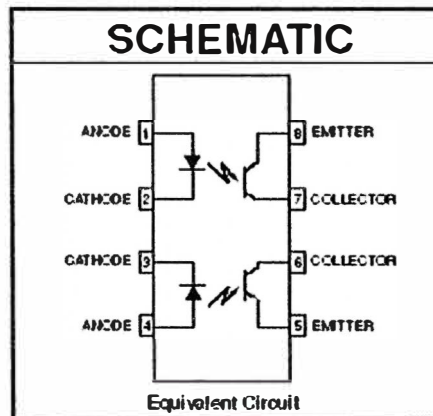 SCHEMATIC
ANODE 1 8 EMITTER
CATHODE 2 7 COLLECTOR
CATHODE 3 6 COLLECTOR
ANODE 4 5 EMITTER
Equivalent Circuit